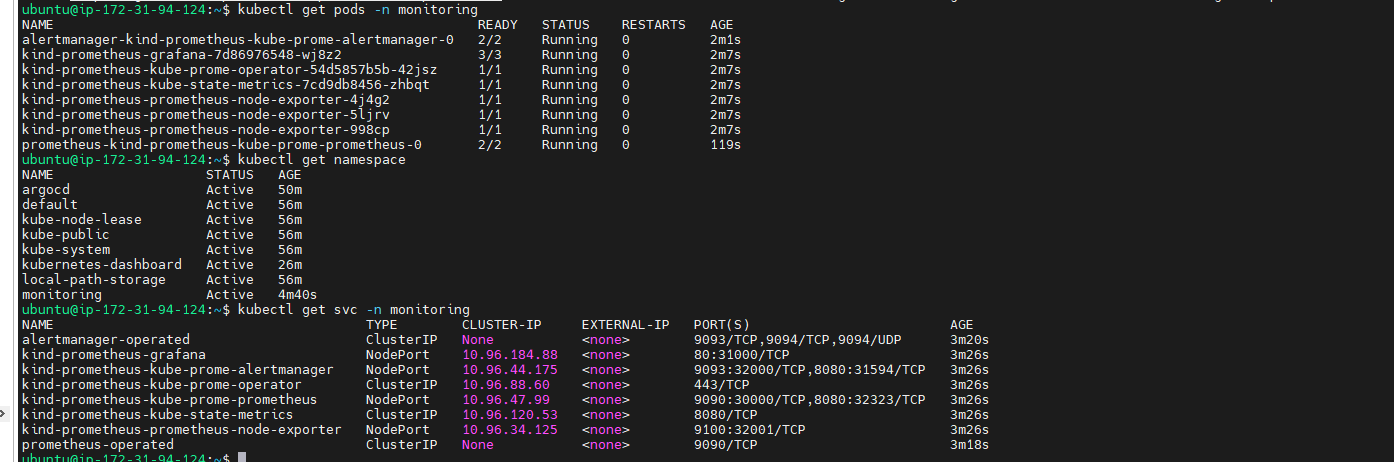 ubuntu@ip-172-31-94-124:~$ kubectl get pods -n monitoring
NAME READY STATUS RESTARTS AGE
alertmanager-kind-prometheus-kube-prome-alertmanager-0 2/2 Running 0 2m1s
kind-prometheus-grafana-7d86976548-wj8z2 3/3 Running 0 2m7s
kind-prometheus-kube-prome-operator-54d5857b5b-42jsz 1/1 Running 0 2m7s
kind-prometheus-kube-state-metrics-7cd9db8456-zhbqt 1/1 Running 0 2m7s
kind-prometheus-prometheus-node-exporter-4j4g2 1/1 Running 0 2m7s
kind-prometheus-prometheus-node-exporter-5ljrv 1/1 Running 0 2m7s
kind-prometheus-prometheus-node-exporter-998cp 1/1 Running 0 2m7s
prometheus-kind-prometheus-kube-prome-prometheus-0 2/2 Running 0 119s
ubuntu@ip-172-31-94-124:~$ kubectl get namespace
NAME STATUS AGE
argocd Active 50m
default Active 56m
kube-node-lease Active 56m
kube-public Active 56m
kube-system Active 56m
kubernetes-dashboard Active 26m
local-path-storage Active 56m
monitoring Active 4m40s
ubuntu@ip-172-31-94-124:~$ kubectl get svc -n monitoring
NAME TYPE CLUSTER-IP EXTERNAL-IP PORT(S) AGE
alertmanager-operated ClusterIP None <none> 9093/TCP,9094/TCP,9094/UDP 3m20s
kind-prometheus-grafana NodePort 10.96.184.88 <none> 80:31000/TCP 3m26s
kind-prometheus-kube-prome-alertmanager NodePort 10.96.44.175 <none> 9093:32000/TCP,8080:31594/TCP 3m26s
kind-prometheus-kube-prome-operator ClusterIP 10.96.88.60 <none> 443/TCP 3m26s
kind-prometheus-kube-prome-prometheus NodePort 10.96.47.99 <none> 9090:30000/TCP,8080:32323/TCP 3m26s
kind-prometheus-kube-state-metrics ClusterIP 10.96.120.53 <none> 8080/TCP 3m26s
kind-prometheus-prometheus-node-exporter NodePort 10.96.34.125 <none> 9100:32001/TCP 3m26s
prometheus-operated ClusterIP None <none> 9090/TCP 3m18s
ubuntu@ip-172-31-94-124:~$